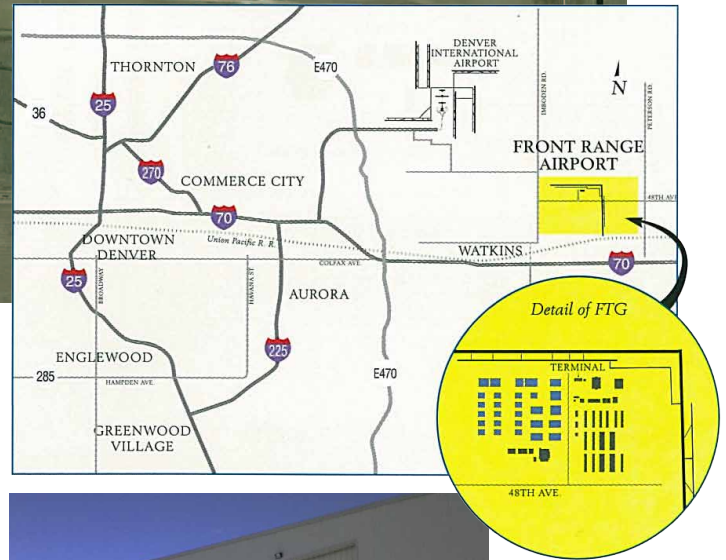 THORNTON
76
E470
DENVER
INTERNATIONAL
AIRPORT
IMBODEN RD.
N
PETERSON RD.
25
36
FRONT RANGE
AIRPORT
270
COMMERCE CITY
48TH AVE
70
DOWNTOWN
DENVER
Union Pacific R. R.
COLFAX AVE.
WATKINS
70
25
BROADWAY
HAVANA ST
AURORA
Detail of FTG
ENGLEWOOD
225
285
HAMPDEN AVE.
E470
TERMINAL
GREENWOOD
VILLAGE
48TH AVE.